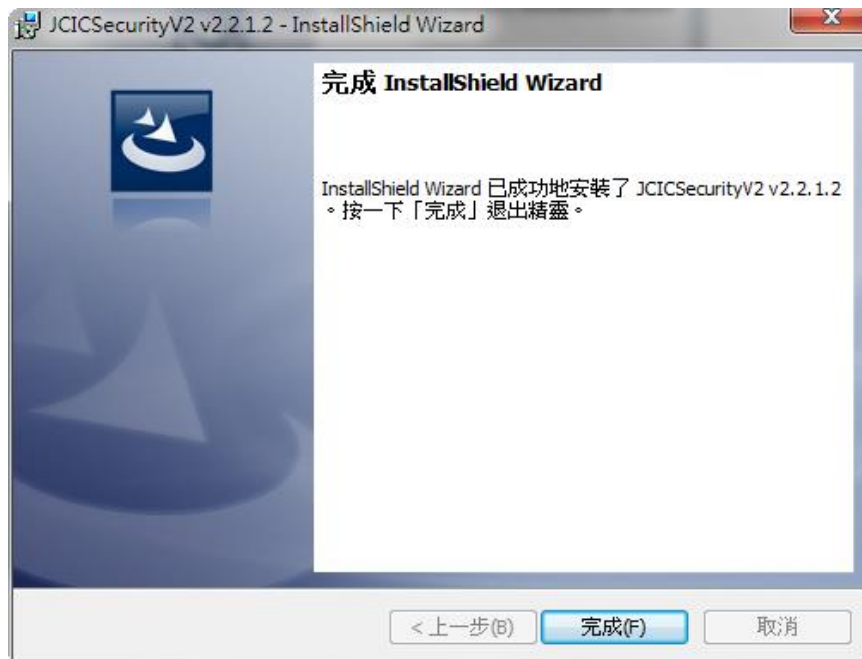 JCICSecurityV2 v2.2.1.2 - InstallShield Wizard
完成 InstallShield Wizard
InstallShield Wizard 已成功地安裝了 JCICSecurityV2 v2.2.1.2
。按一下「完成」退出精靈。
< 上一步(B)
完成(F)
取消